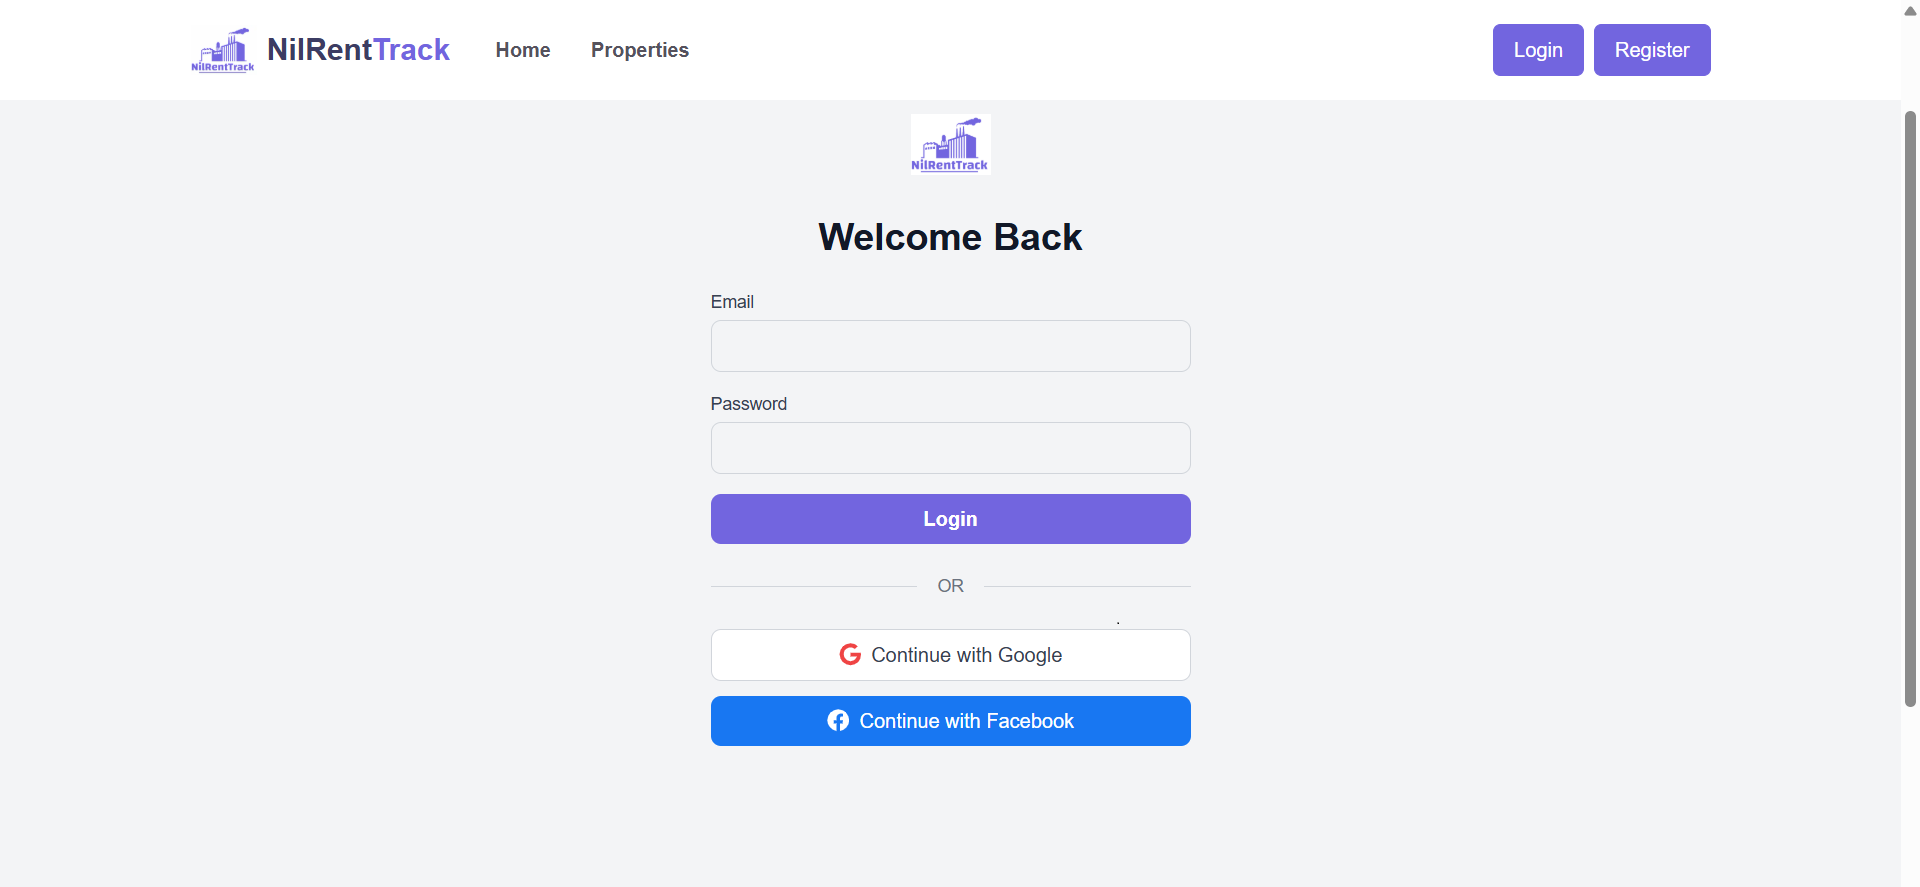 NilRentTrack
NilRentTrack Home Properties Login Register
NilRentTrack
Welcome Back
Email
Password
Login
OR
Continue with Google
Continue with Facebook